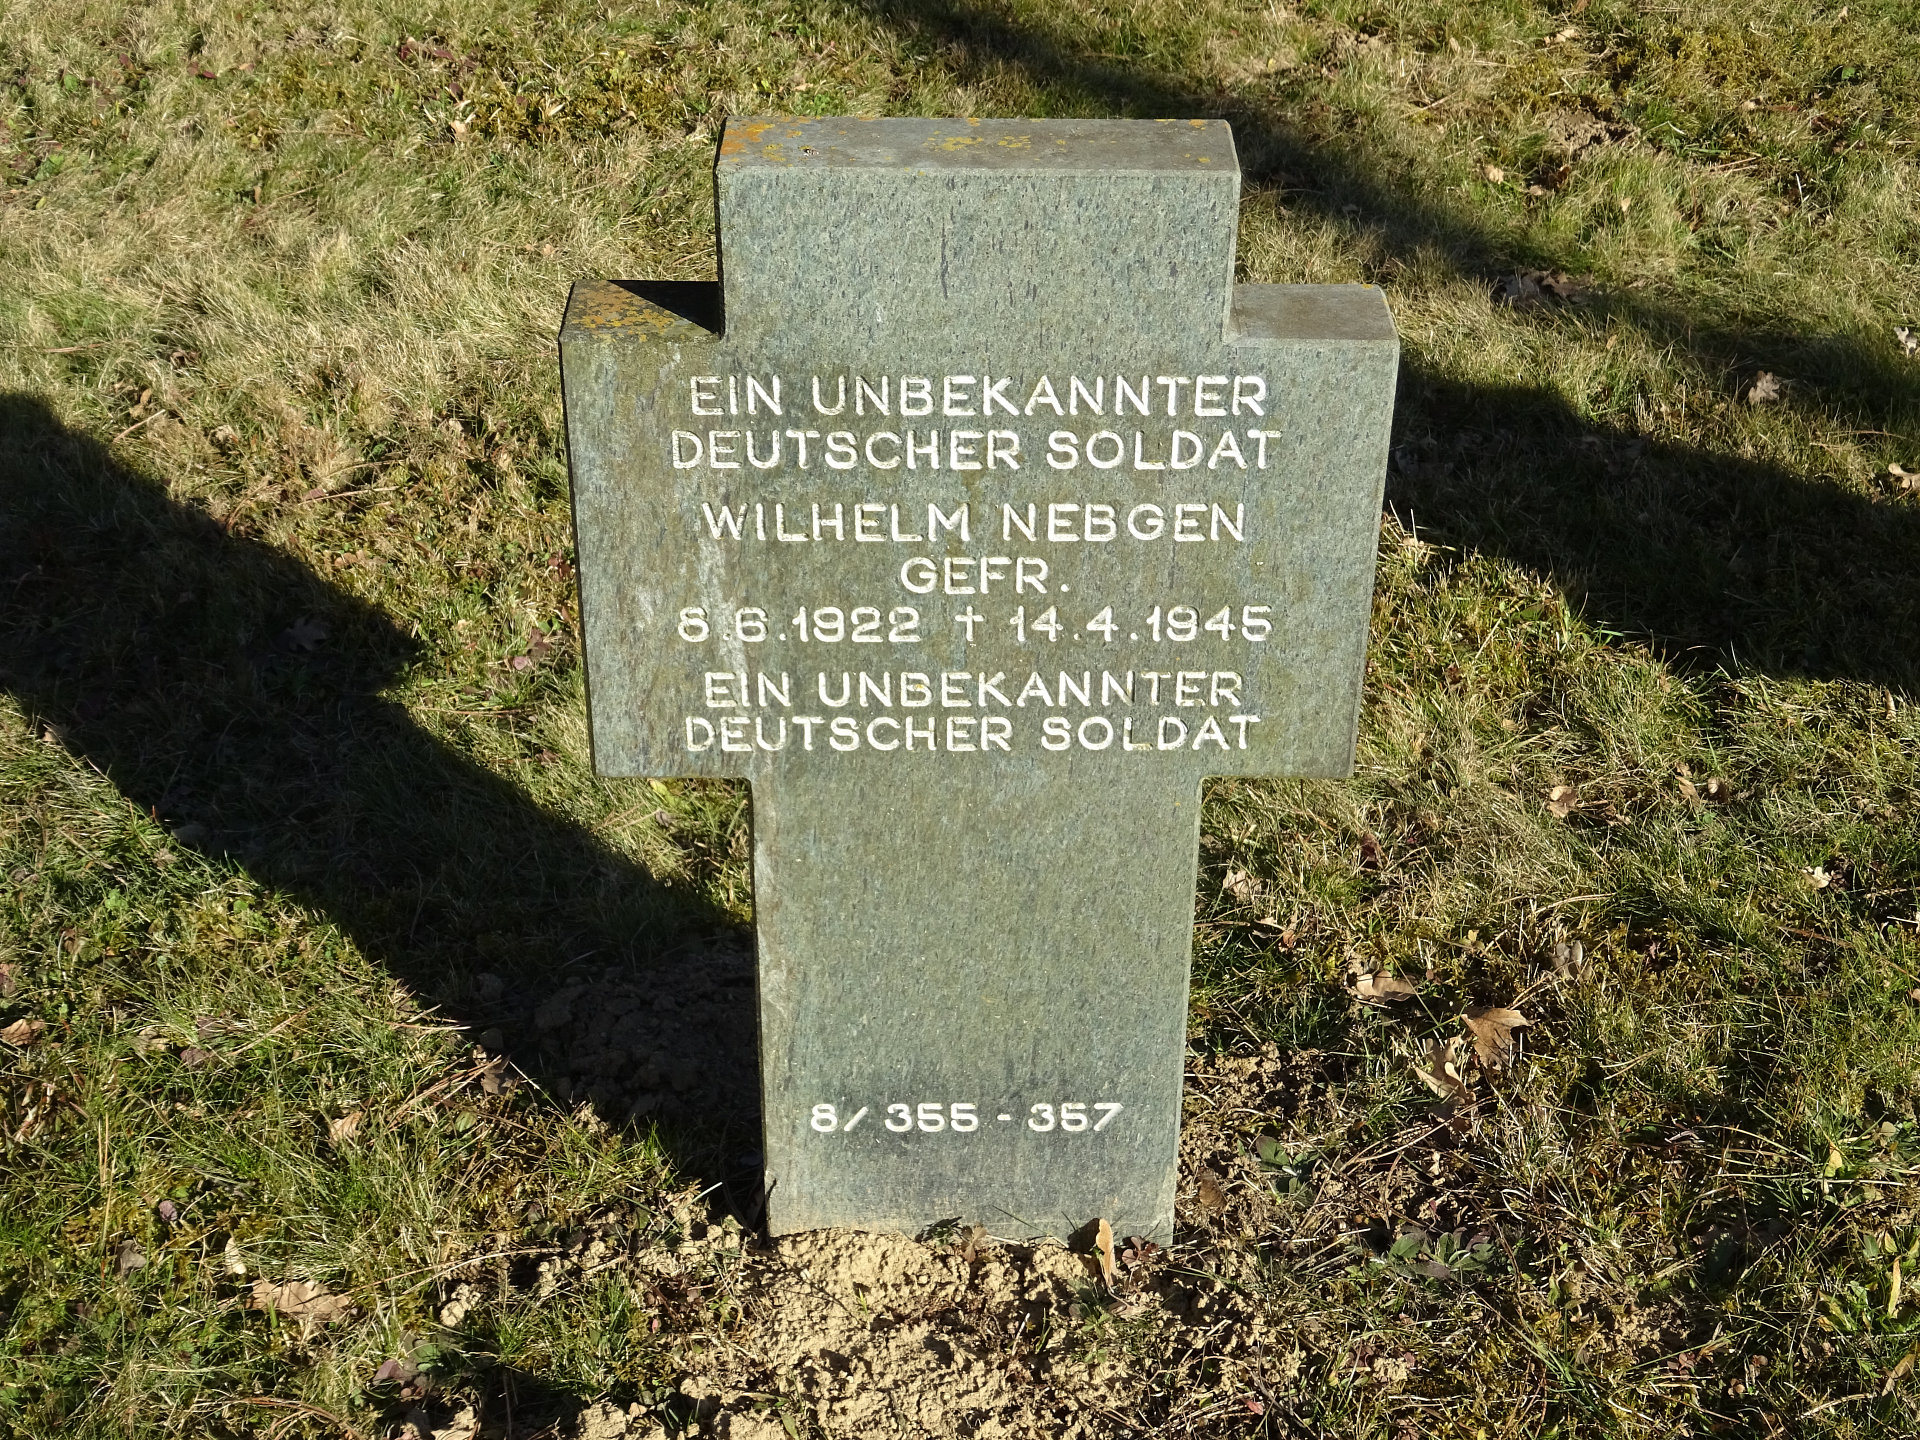 EIN UNBEKANNTER
DEUTSCHER SOLDAT
WILHELM NEBGEN
GEFR.
8.6.1922 † 14.4.1945
EIN UNBEKANNTER
DEUTSCHER SOLDAT
8/ 355 - 357